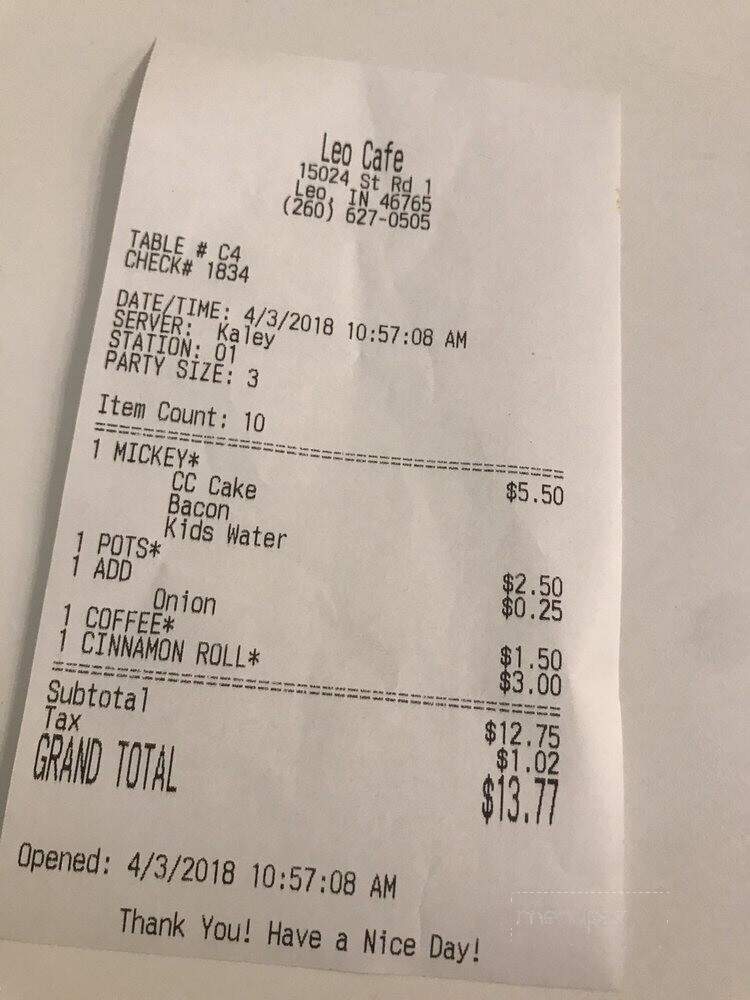 Leo Cafe
15024 St Rd 1
Leo, IN 46765
(260) 627-0505
TABLE # C4
CHECK# 1834
DATE/TIME: 4/3/2018 10:57:08 AM
SERVER: Kaley
STATION: 01
PARTY SIZE: 3
Item Count: 10
1 MICKEY* $5.50
CC Cake
Bacon
Kids Water
1 POTS* $2.50
1 ADD $0.25
Onion
1 COFFEE* $1.50
1 CINNAMON ROLL* $3.00
Subtotal $12.75
Tax $1.02
GRAND TOTAL $13.77
Opened: 4/3/2018 10:57:08 AM
Thank You! Have a Nice Day!